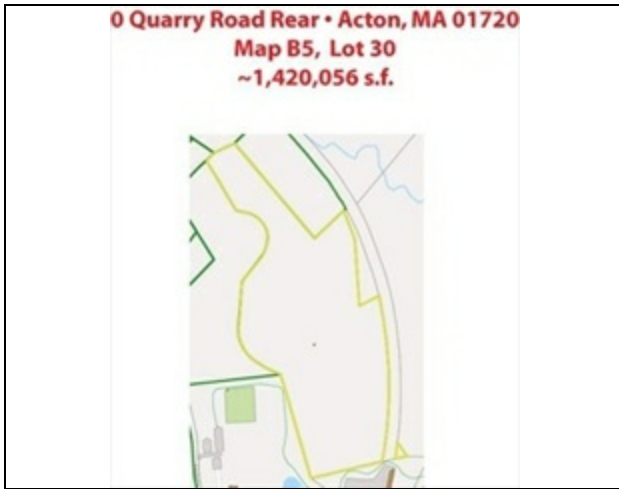 0 Quarry Road Rear • Acton, MA 01720
Map B5, Lot 30
~1,420,056 s.f.